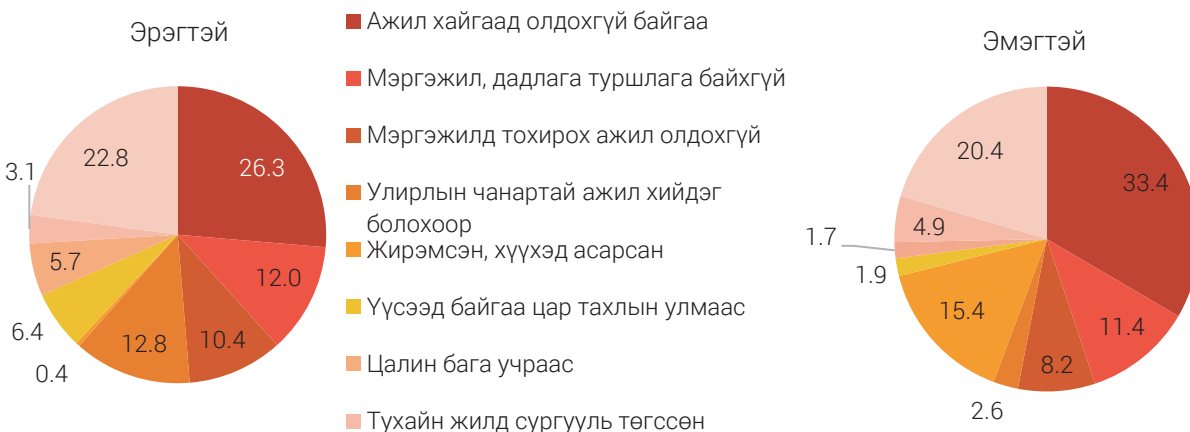 Эрэгтэй
22.8
26.3
3.1
5.7
12.0
6.4
12.8
10.4
0.4
Ажил хайгаад олдохгүй байгаа
Мэргэжил, дадлага туршлага байхгүй
Мэргэжилд тохирох ажил олдохгүй
Улирлын чанартай ажил хийдэг
болохоор
Жирэмсэн, хүүхэд асарсан
Үүсээд байгаа цар тахлын улмаас
Цалин бага учраас
Тухайн жилд сургууль төгссөн
Эмэгтэй
20.4
33.4
4.9
1.7
1.9
15.4
11.4
8.2
2.6